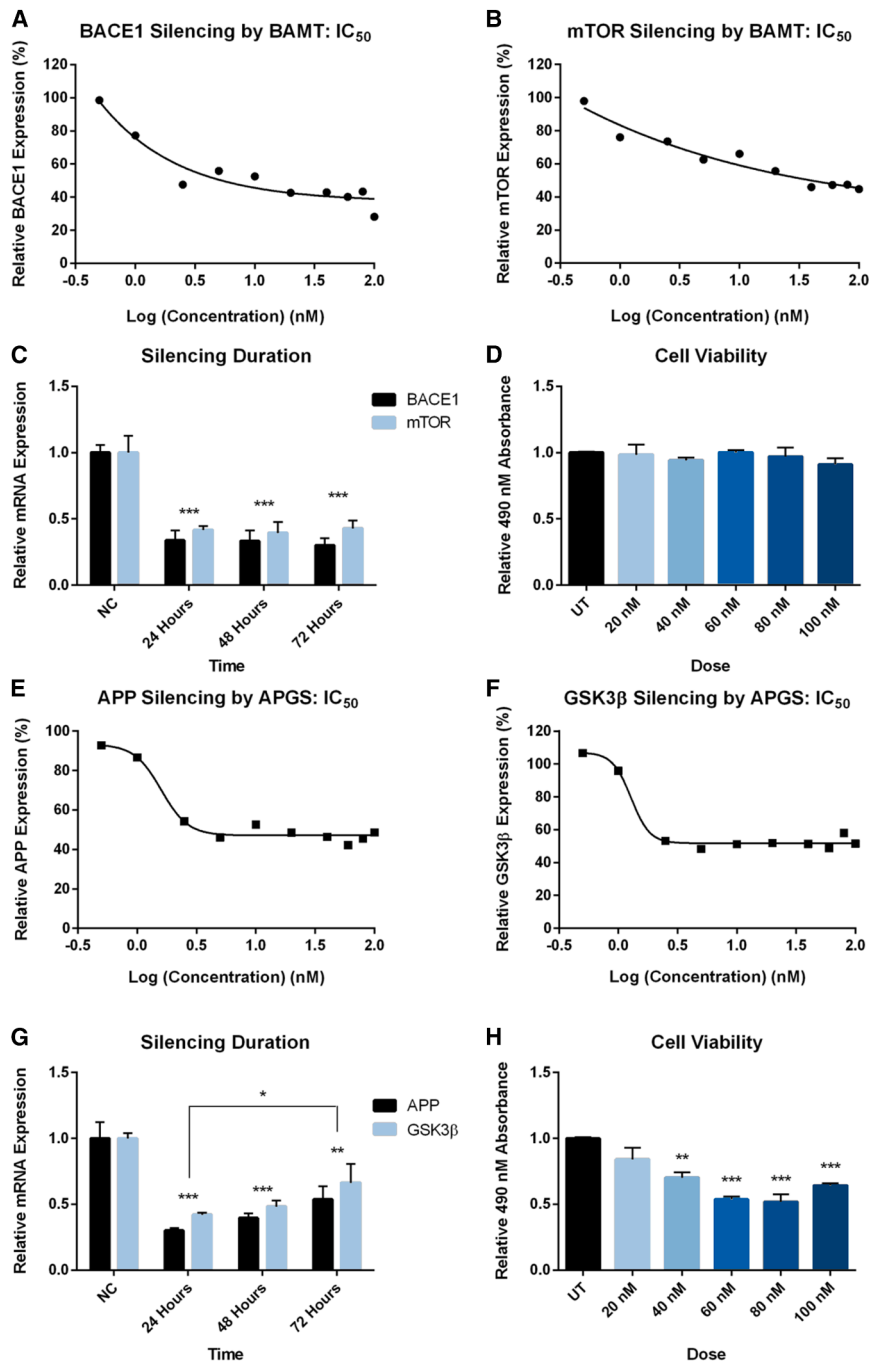 A
BACE1 Silencing by BAMT: IC50
Relative BACE1 Expression (%)
120
100
80
60
40
20
0
-0.5
0.0
0.5
1.0
1.5
2.0
Log (Concentration) (nM)
B
mTOR Silencing by BAMT: IC50
Relative mTOR Expression (%)
120
100
80
60
40
20
0
-0.5
0.0
0.5
1.0
1.5
2.0
Log (Concentration) (nM)
C
Silencing Duration
Relative mRNA Expression
1.5
1.0
0.5
0.0
BACE1
mTOR
***
***
***
NC
24 Hours
48 Hours
72 Hours
Time
D
Cell Viability
Relative 490 nM Absorbance
1.5
1.0
0.5
0.0
UT
20 nM
40 nM
60 nM
80 nM
100 nM
Dose
E
APP Silencing by APGS: IC50
Relative APP Expression (%)
100
80
60
40
20
0
-0.5
0.0
0.5
1.0
1.5
2.0
Log (Concentration) (nM)
F
GSK3β Silencing by APGS: IC50
Relative GSK3β Expression (%)
120
100
80
60
40
20
0
-0.5
0.0
0.5
1.0
1.5
2.0
Log (Concentration) (nM)
G
Silencing Duration
Relative mRNA Expression
1.5
1.0
0.5
0.0
APP
GSK3β
*
***
***
**
NC
24 Hours
48 Hours
72 Hours
Time
H
Cell Viability
Relative 490 nM Absorbance
1.5
1.0
0.5
0.0
**
***
***
***
UT
20 nM
40 nM
60 nM
80 nM
100 nM
Dose